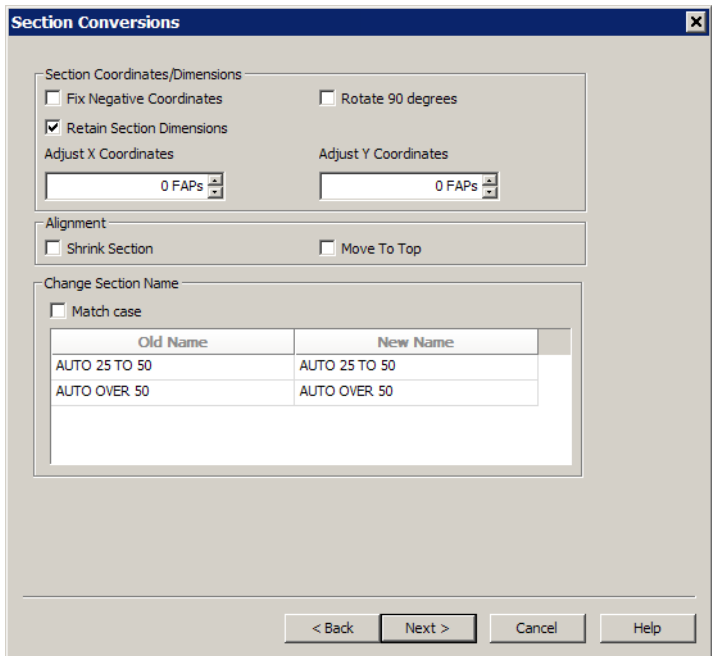 Section Conversions
Section Coordinates/Dimensions
Fix Negative Coordinates
Rotate 90 degrees
Retain Section Dimensions
Adjust X Coordinates
Adjust Y Coordinates
0 FAPs
0 FAPs
Alignment
Shrink Section
Move To Top
Change Section Name
Match case
Old Name
New Name
AUTO 25 TO 50
AUTO 25 TO 50
AUTO OVER 50
AUTO OVER 50
< Back
Next >
Cancel
Help